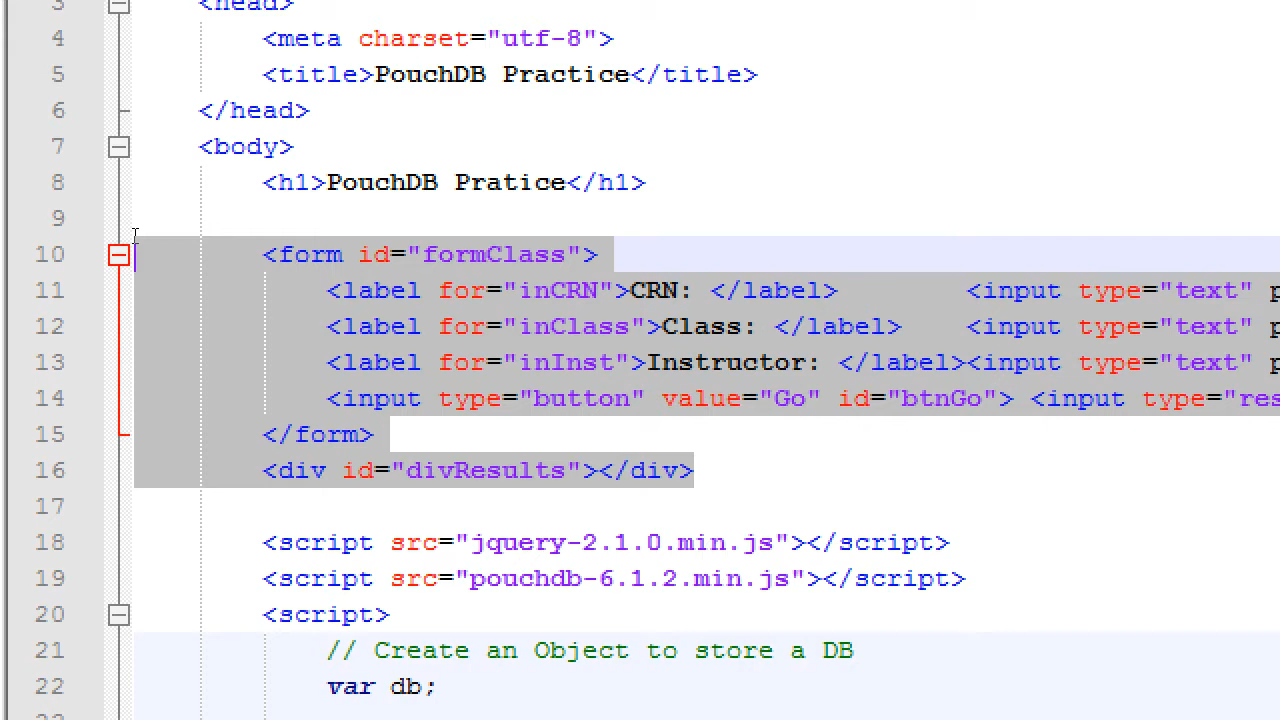 3 <head>
4 <meta charset="utf-8">
5 <title>PouchDB Practice</title>
6 </head>
7 <body>
8 <h1>PouchDB Pratice</h1>
9
10 <form id="formClass">
11 <label for="inCRN">CRN: </label> <input type="text" p
12 <label for="inClass">Class: </label> <input type="text" p
13 <label for="inInst">Instructor: </label><input type="text" p
14 <input type="button" value="Go" id="btnGo"> <input type="res
15 </form>
16 <div id="divResults"></div>
17
18 <script src="jquery-2.1.0.min.js"></script>
19 <script src="pouchdb-6.1.2.min.js"></script>
20 <script>
21 // Create an Object to store a DB
22 var db;